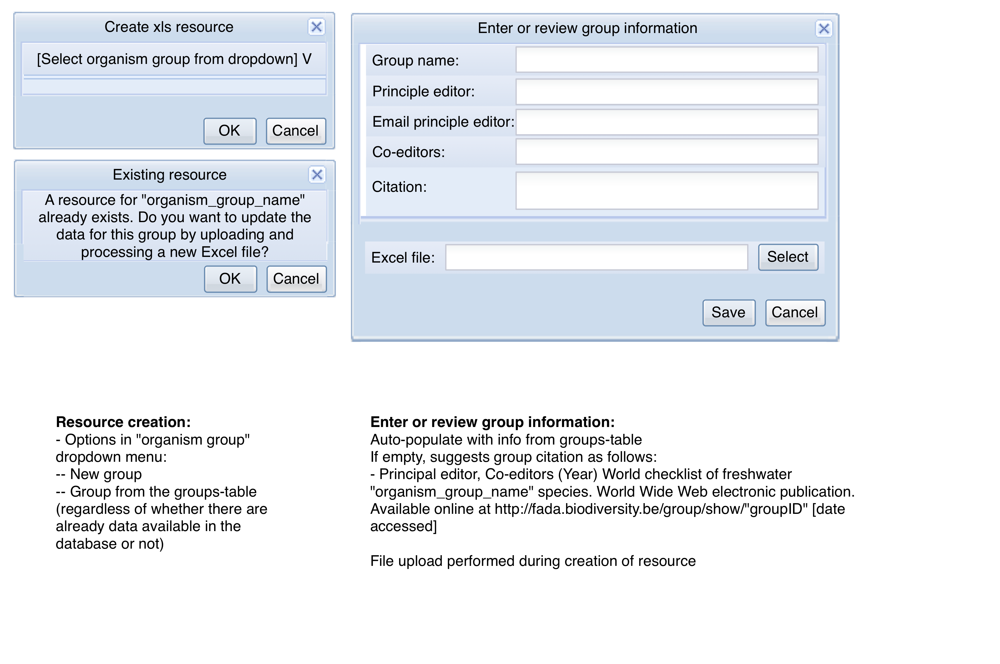 Create xls resource
[Select organism group from dropdown] V
OK
Cancel
Existing resource
A resource for "organism_group_name"
already exists. Do you want to update the
data for this group by uploading and
processing a new Excel file?
OK
Cancel
Enter or review group information
Group name:
Principle editor:
Email principle editor:
Co-editors:
Citation:
Excel file:
Select
Save
Cancel
Resource creation:
- Options in "organism group"
dropdown menu:
-- New group
-- Group from the groups-table
(regardless of whether there are
already data available in the
database or not)
Enter or review group information:
Auto-populate with info from groups-table
If empty, suggests group citation as follows:
- Principal editor, Co-editors (Year) World checklist of freshwater
"organism_group_name" species. World Wide Web electronic publication.
Available online at http://fada.biodiversity.be/group/show/"groupID" [date
accessed]
File upload performed during creation of resource